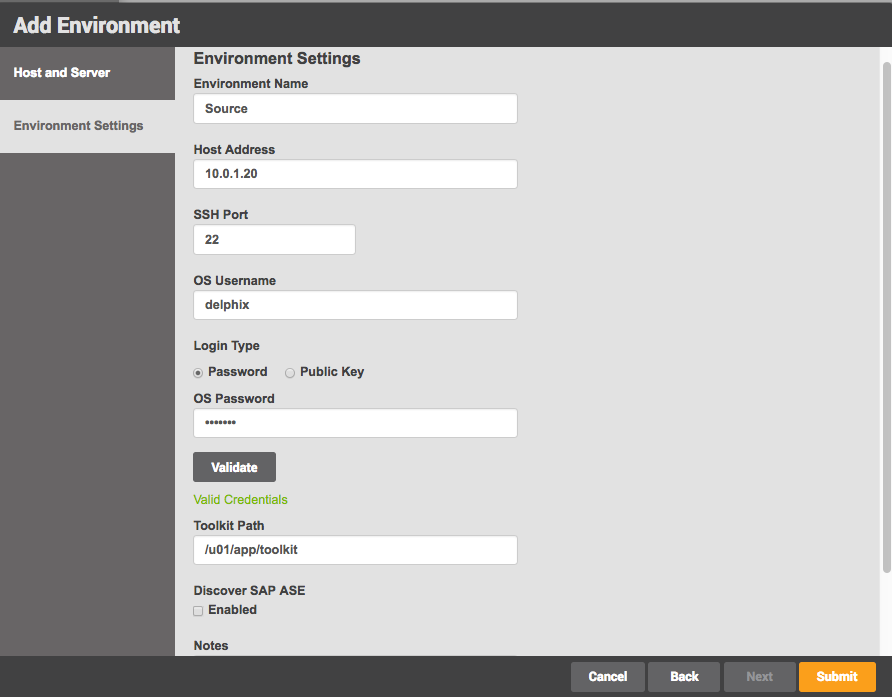 Add Environment
Host and Server
Environment Settings
Environment Settings
Environment Name
Source
Host Address
10.0.1.20
SSH Port
22
OS Username
delphix
Login Type
Password Public Key
OS Password
•••••••
Validate
Valid Credentials
Toolkit Path
/u01/app/toolkit
Discover SAP ASE
Enabled
Notes
Cancel Back Next Submit